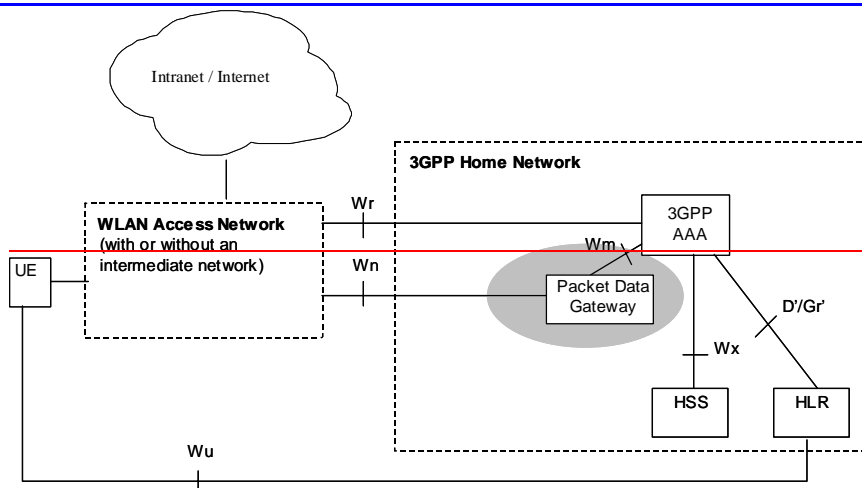 Intranet / Internet
3GPP Home Network
Wr
3GPP
AAA
WLAN Access Network
(with or without an
intermediate network)
Wm
UE
Wn
Packet Data
Gateway
D'/Gr'
Wx
HSS
HLR
Wu